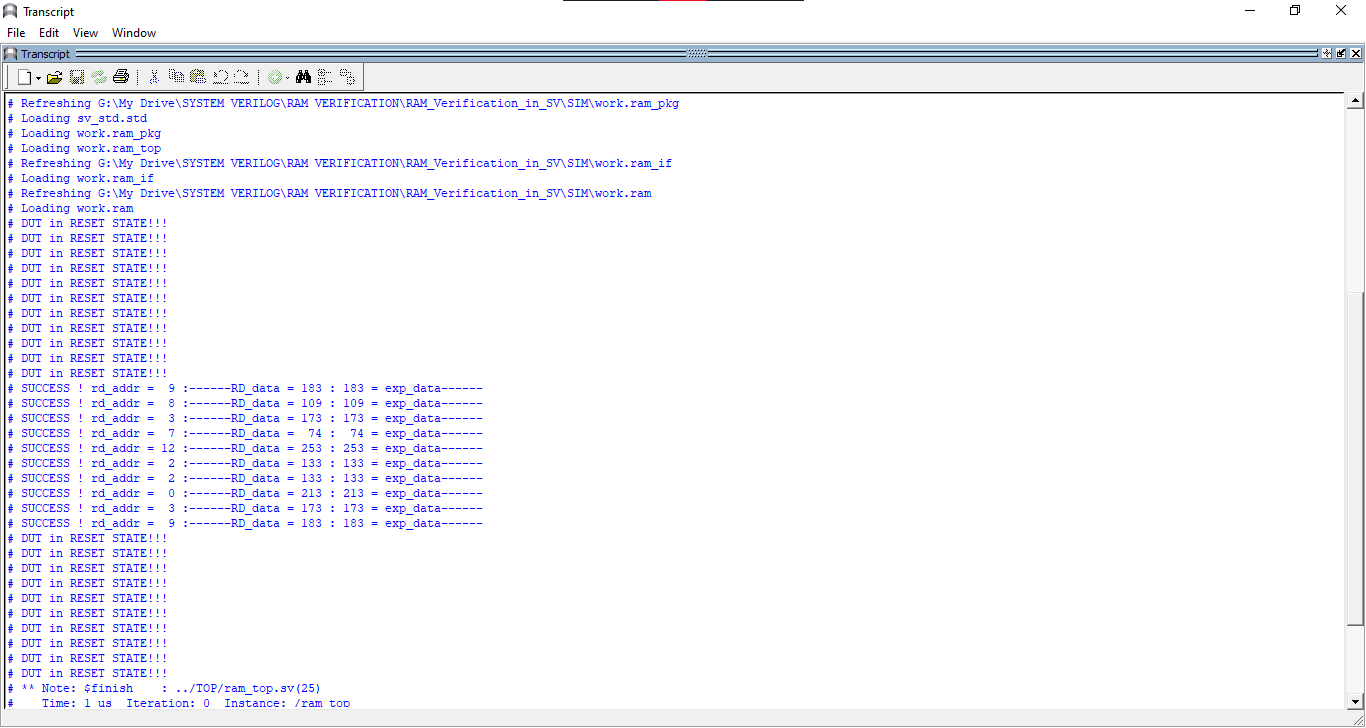 Transcript
File Edit View Window
Transcript
# Refreshing G:\My Drive\SYSTEM VERILOG\RAM VERIFICATION\RAM_Verification_in_SV\SIM\work.ram_pkg
# Loading sv_std.std
# Loading work.ram_pkg
# Loading work.ram_top
# Refreshing G:\My Drive\SYSTEM VERILOG\RAM VERIFICATION\RAM_Verification_in_SV\SIM\work.ram_if
# Loading work.ram_if
# Refreshing G:\My Drive\SYSTEM VERILOG\RAM VERIFICATION\RAM_Verification_in_SV\SIM\work.ram
# Loading work.ram
# DUT in RESET STATE!!!
# DUT in RESET STATE!!!
# DUT in RESET STATE!!!
# DUT in RESET STATE!!!
# DUT in RESET STATE!!!
# DUT in RESET STATE!!!
# DUT in RESET STATE!!!
# DUT in RESET STATE!!!
# DUT in RESET STATE!!!
# DUT in RESET STATE!!!
# DUT in RESET STATE!!!
# SUCCESS ! rd_addr =  9 :------RD_data = 183 : 183 = exp_data------
# SUCCESS ! rd_addr =  8 :------RD_data = 109 : 109 = exp_data------
# SUCCESS ! rd_addr =  3 :------RD_data = 173 : 173 = exp_data------
# SUCCESS ! rd_addr =  7 :------RD_data =  74 :  74 = exp_data------
# SUCCESS ! rd_addr = 12 :------RD_data = 253 : 253 = exp_data------
# SUCCESS ! rd_addr =  2 :------RD_data = 133 : 133 = exp_data------
# SUCCESS ! rd_addr =  2 :------RD_data = 133 : 133 = exp_data------
# SUCCESS ! rd_addr =  0 :------RD_data = 213 : 213 = exp_data------
# SUCCESS ! rd_addr =  3 :------RD_data = 173 : 173 = exp_data------
# SUCCESS ! rd_addr =  9 :------RD_data = 183 : 183 = exp_data------
# DUT in RESET STATE!!!
# DUT in RESET STATE!!!
# DUT in RESET STATE!!!
# DUT in RESET STATE!!!
# DUT in RESET STATE!!!
# DUT in RESET STATE!!!
# DUT in RESET STATE!!!
# DUT in RESET STATE!!!
# DUT in RESET STATE!!!
# DUT in RESET STATE!!!
# ** Note: $finish    : ../TOP/ram_top.sv(25)
#    Time: 1 us  Iteration: 0  Instance: /ram_top